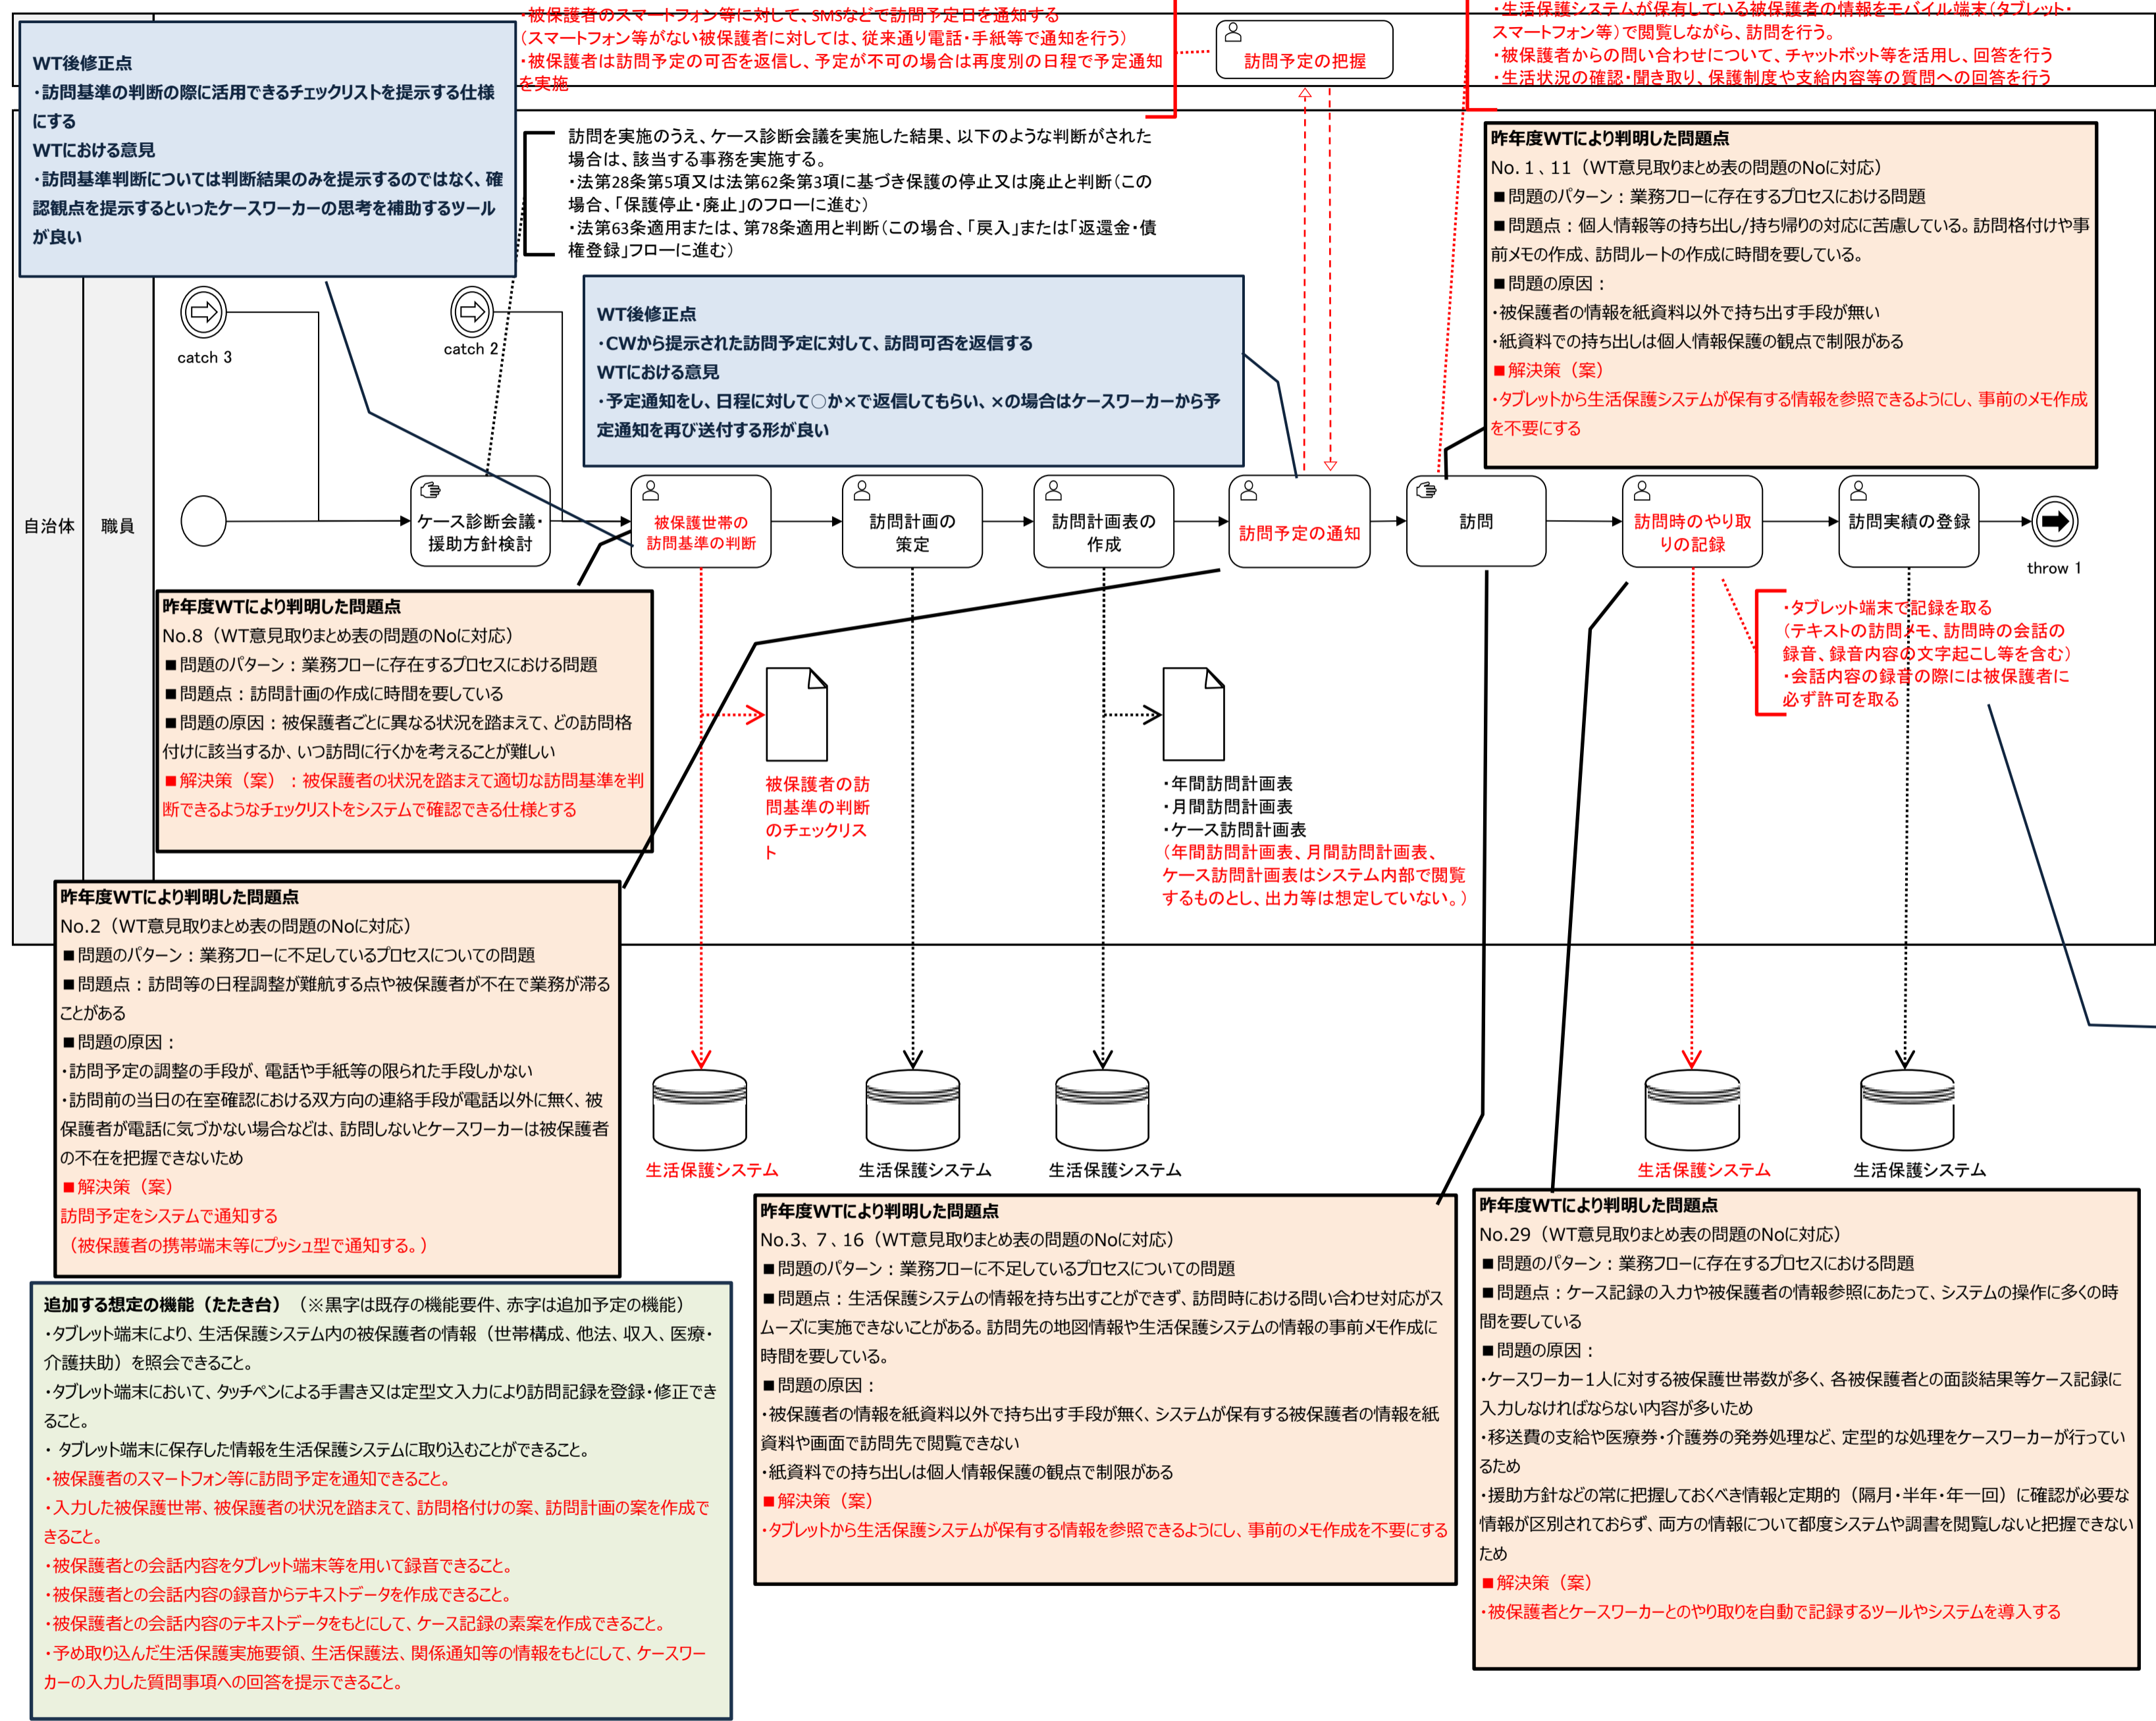 ・被保護者のスマートフォン等に対して、SMSなどで訪問予定日を通知する
（スマートフォン等がない被保護者に対しては、従来通り電話・手紙等で通知を行う）
・被保護者は訪問予定の可否を返信し、予定が不可の場合は再度別の日程で予定通知
を実施
訪問予定の把握
・生活保護システムが保有している被保護者の情報をモバイル端末（タブレット・
スマートフォン等）で閲覧しながら、訪問を行う。
・被保護者からの問い合わせについて、チャットボット等を活用し、回答を行う
・生活状況の確認・聞き取り、保護制度や支給内容等の質問への回答を行う
WT後修正点
・訪問基準の判断の際に活用できるチェックリストを提示する仕様
にする
WTにおける意見
・訪問基準判断については判断結果のみを提示するのではなく、確
認観点を提示するといったケースワーカーの思考を補助するツール
が良い
訪問を実施のうえ、ケース診断会議を実施した結果、以下のような判断がされた
場合は、該当する事務を実施する。
・法第28条第5項又は法第62条第3項に基づき保護の停止又は廃止と判断（この
場合、「保護停止・廃止」のフローに進む）
・法第63条適用または、第78条適用と判断（この場合、「戻入」または「返還金・債
権登録」フローに進む）
昨年度WTにより判明した問題点
No.１、11（WT意見取りまとめ表の問題のNoに対応）
■問題のパターン：業務フローに存在するプロセスにおける問題
■問題点：個人情報等の持ち出し/持ち帰りの対応に苦慮している。訪問格付けや事
前メモの作成、訪問ルートの作成に時間を要している。
■問題の原因：
・被保護者の情報を紙資料以外で持ち出す手段が無い
・紙資料での持ち出しは個人情報保護の観点で制限がある
■解決策（案）
・タブレットから生活保護システムが保有する情報を参照できるようにし、事前のメモ作成
を不要にする
WT後修正点
・CWから提示された訪問予定に対して、訪問可否を返信する
WTにおける意見
・予定通知をし、日程に対して○か×で返信してもらい、×の場合はケースワーカーから予
定通知を再び送付する形が良い
catch 3
catch 2
自治体
職員
ケース診断会議・
援助方針検討
被保護世帯の
訪問基準の判断
訪問計画の
策定
訪問計画表の
作成
訪問予定の通知
訪問
訪問時のやり取
りの記録
訪問実績の登録
throw 1
昨年度WTにより判明した問題点
No.8（WT意見取りまとめ表の問題のNoに対応）
■問題のパターン：業務フローに存在するプロセスにおける問題
■問題点：訪問計画の作成に時間を要している
■問題の原因：被保護者ごとに異なる状況を踏まえて、どの訪問格
付けに該当するか、いつ訪問に行くかを考えることが難しい
■解決策（案）：被保護者の状況を踏まえて適切な訪問基準を判
断できるようなチェックリストをシステムで確認できる仕様とする
・タブレット端末で記録を取る
（テキストの訪問メモ、訪問時の会話の
録音、録音内容の文字起こし等を含む）
・会話内容の録音の際には被保護者に
必ず許可を取る
被保護者の訪
問基準の判断
のチェックリス
ト
・年間訪問計画表
・月間訪問計画表
・ケース訪問計画表
（年間訪問計画表、月間訪問計画表、
ケース訪問計画表はシステム内部で閲覧
するものとし、出力等は想定していない。）
昨年度WTにより判明した問題点
No.2（WT意見取りまとめ表の問題のNoに対応）
■問題のパターン：業務フローに不足しているプロセスについての問題
■問題点：訪問等の日程調整が難航する点や被保護者が不在で業務が滞る
ことがある
■問題の原因：
・訪問予定の調整の手段が、電話や手紙等の限られた手段しかない
・訪問前の当日の在室確認における双方向の連絡手段が電話以外に無く、被
保護者が電話に気づかない場合などは、訪問しないとケースワーカーは被保護者
の不在を把握できないため
■解決策（案）
訪問予定をシステムで通知する
（被保護者の携帯端末等にプッシュ型で通知する。）
生活保護システム
生活保護システム
生活保護システム
生活保護システム
生活保護システム
昨年度WTにより判明した問題点
No.3、7、16（WT意見取りまとめ表の問題のNoに対応）
■問題のパターン：業務フローに不足しているプロセスについての問題
■問題点：生活保護システムの情報を持ち出すことができず、訪問時における問い合わせ対応がス
ムーズに実施できないことがある。訪問先の地図情報や生活保護システムの情報の事前メモ作成に
時間を要している。
■問題の原因：
・被保護者の情報を紙資料以外で持ち出す手段が無く、システムが保有する被保護者の情報を紙
資料や画面で訪問先で閲覧できない
・紙資料での持ち出しは個人情報保護の観点で制限がある
■解決策（案）
・タブレットから生活保護システムが保有する情報を参照できるようにし、事前のメモ作成を不要にする
昨年度WTにより判明した問題点
No.29（WT意見取りまとめ表の問題のNoに対応）
■問題のパターン：業務フローに存在するプロセスにおける問題
■問題点：ケース記録の入力や被保護者の情報参照にあたって、システムの操作に多くの時
間を要している
■問題の原因：
・ケースワーカー1人に対する被保護世帯数が多く、各被保護者との面談結果等ケース記録に
入力しなければならない内容が多いため
・移送費の支給や医療券・介護券の発券処理など、定型的な処理をケースワーカーが行ってい
るため
・援助方針などの常に把握しておくべき情報と定期的（隔月・半年・年一回）に確認が必要な
情報が区別されておらず、両方の情報について都度システムや調書を閲覧しないと把握できない
ため
■解決策（案）
・被保護者とケースワーカーとのやり取りを自動で記録するツールやシステムを導入する
追加する想定の機能（たたき台）（※黒字は既存の機能要件、赤字は追加予定の機能）
・タブレット端末により、生活保護システム内の被保護者の情報（世帯構成、他法、収入、医療・
介護扶助）を照会できること。
・タブレット端末において、タッチペンによる手書き又は定型文入力により訪問記録を登録・修正でき
ること。
・ タブレット端末に保存した情報を生活保護システムに取り込むことができること。
・被保護者のスマートフォン等に訪問予定を通知できること。
・入力した被保護世帯、被保護者の状況を踏まえて、訪問格付けの案、訪問計画の案を作成で
きること。
・被保護者との会話内容をタブレット端末等を用いて録音できること。
・被保護者との会話内容の録音からテキストデータを作成できること。
・被保護者との会話内容のテキストデータをもとにして、ケース記録の素案を作成できること。
・予め取り込んだ生活保護実施要領、生活保護法、関係通知等の情報をもとにして、ケースワー
カーの入力した質問事項への回答を提示できること。